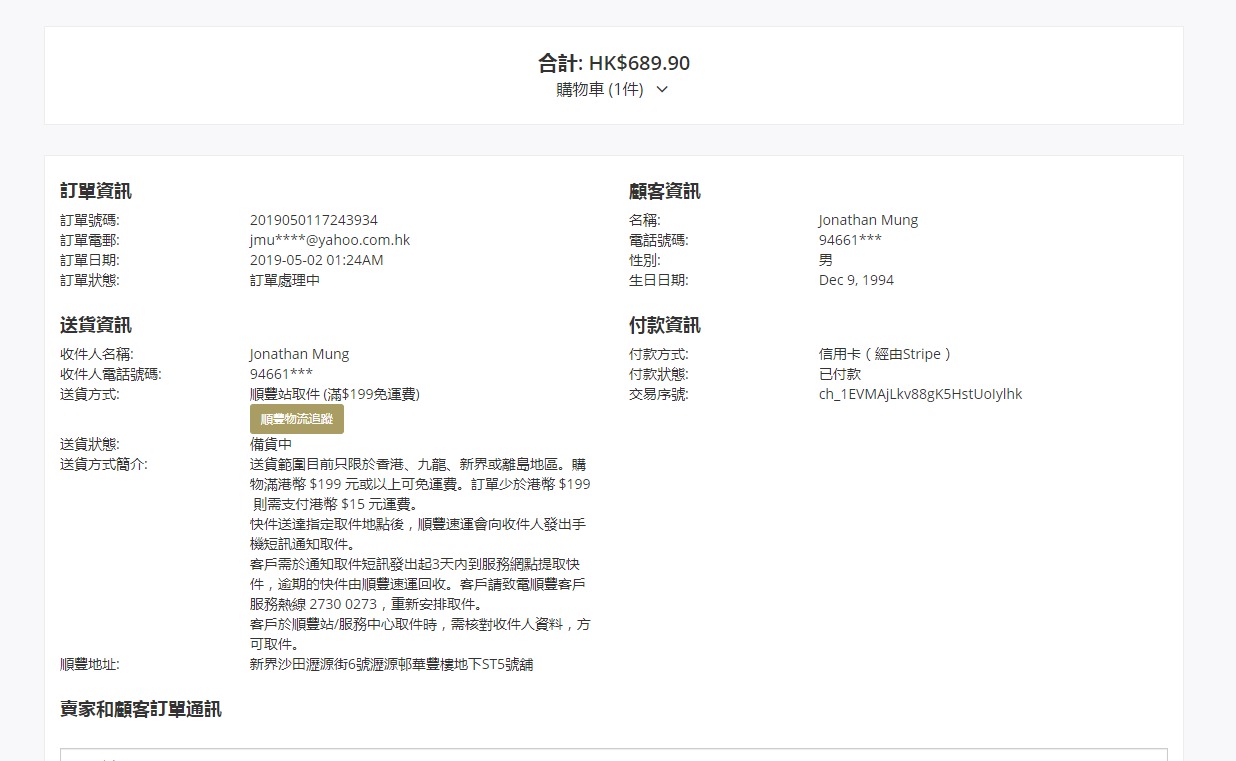 合計: HK$689.90
購物車 (1件)
訂單資訊
訂單號碼: 2019050117243934
訂單電郵: jmu****@yahoo.com.hk
訂單日期: 2019-05-02 01:24AM
訂單狀態: 訂單處理中
顧客資訊
名稱: Jonathan Mung
電話號碼: 94661***
性別: 男
生日日期: Dec 9, 1994
送貨資訊
收件人名稱: Jonathan Mung
收件人電話號碼: 94661***
送貨方式: 順豐站取件 (滿$199免運費)
順豐物流追蹤
送貨狀態: 備貨中
送貨方式簡介: 送貨範圍目前只限於香港、九龍、新界或離島地區。購
物滿港幣 $199 元或以上可免運費。訂單少於港幣 $199
則需支付港幣 $15 元運費。
快件送達指定取件地點後，順豐速運會向收件人發出手
機短訊通知取件。
客戶需於通知取件短訊發出起3天内到服務網點提取快
件，逾期的快件由順豐速運回收。客戶請致電順豐客戶
服務熱線 2730 0273，重新安排取件。
客戶於順豐站/服務中心取件時，需核對收件人資料，方
可取件。
順豐地址: 新界沙田瀝源街6號瀝源邨華豐樓地下ST5號舖
付款資訊
付款方式: 信用卡（經由Stripe）
付款狀態: 已付款
交易序號: ch_1EVMAjLkv88gK5HstUoIylhk
賣家和顧客訂單通訊